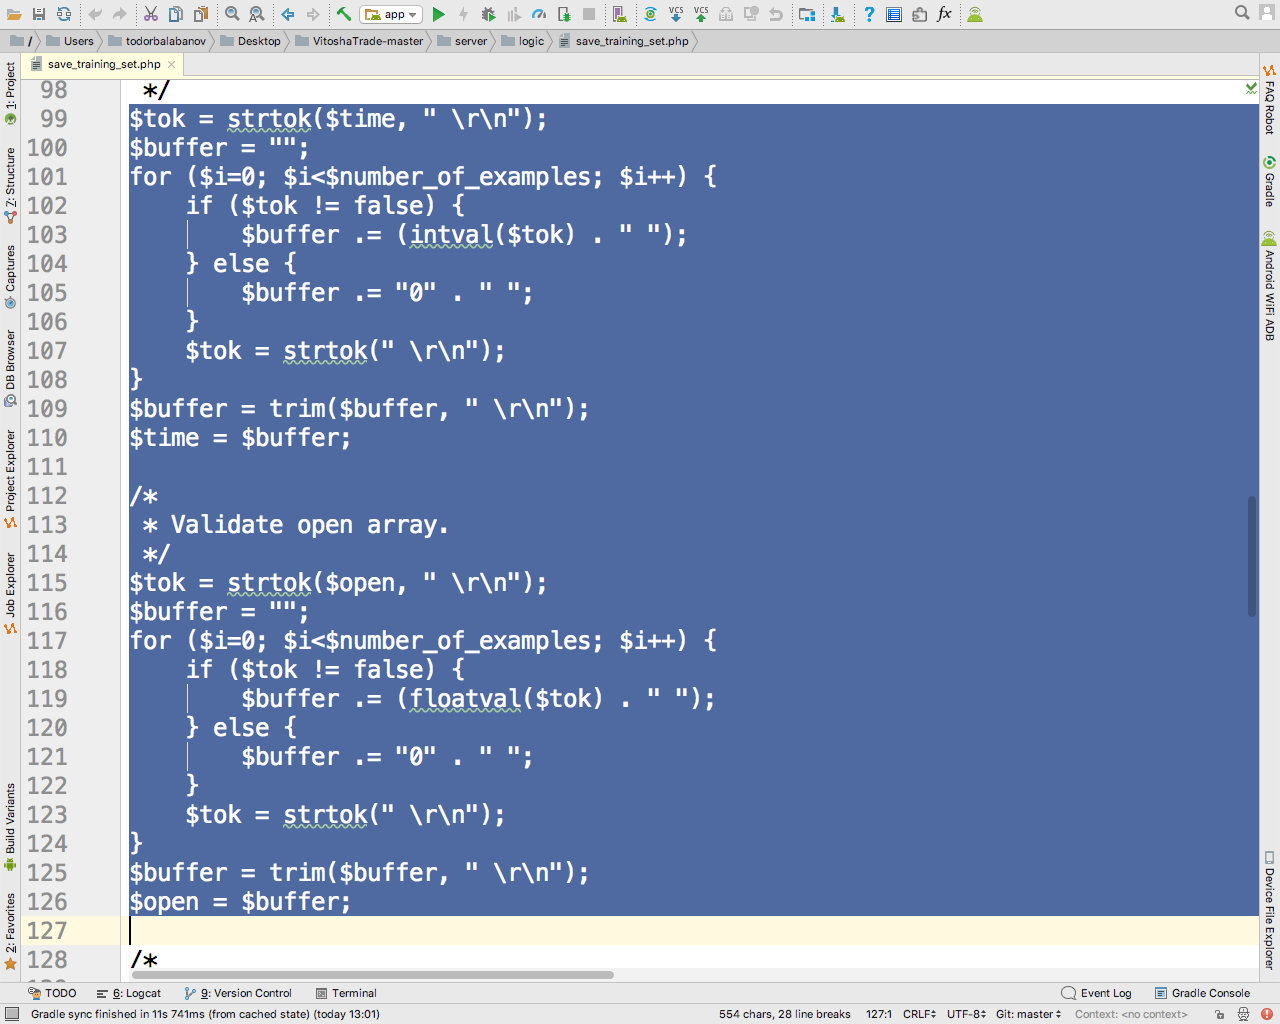 app
/ Users todorbalabanov Desktop VitoshaTrade-master server logic save_training_set.php
save_training_set.php
1: Project
Z: Structure
Captures
DB Browser
Project Explorer
Job Explorer
Build Variants
2: Favorites
98 */
99 $tok = strtok($time, " \r\n");
100 $buffer = "";
101 for ($i=0; $i<$number_of_examples; $i++) {
102 if ($tok != false) {
103 $buffer .= (intval($tok) . " ");
104 } else {
105 $buffer .= "0" . " ";
106 }
107 $tok = strtok(" \r\n");
108 }
109 $buffer = trim($buffer, " \r\n");
110 $time = $buffer;
111
112 /*
113 * Validate open array.
114 */
115 $tok = strtok($open, " \r\n");
116 $buffer = "";
117 for ($i=0; $i<$number_of_examples; $i++) {
118 if ($tok != false) {
119 $buffer .= (floatval($tok) . " ");
120 } else {
121 $buffer .= "0" . " ";
122 }
123 $tok = strtok(" \r\n");
124 }
125 $buffer = trim($buffer, " \r\n");
126 $open = $buffer;
127
128 /*
FAQ Robot
Gradle
Android WiFi ADB
Device File Explorer
TODO 6: Logcat 9: Version Control Terminal Event Log Gradle Console
Gradle sync finished in 11s 741ms (from cached state) (today 13:01) 554 chars, 28 line breaks 127:1 CRLF UTF-8 Git: master Context: <no context>